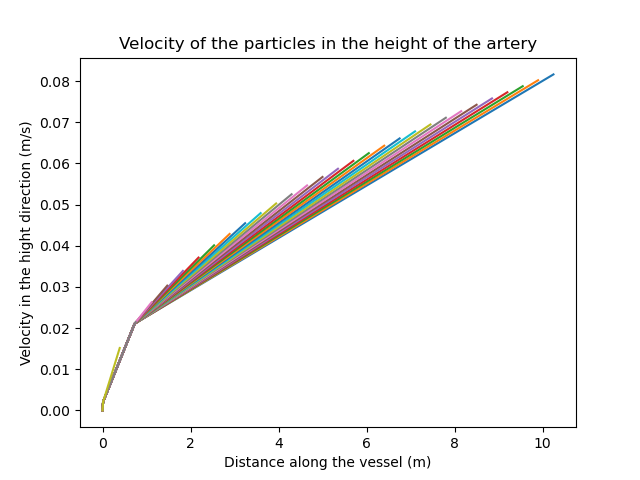 Velocity of the particles in the height of the artery
Velocity in the hight direction (m/s)
0.08
0.07
0.06
0.05
0.04
0.03
0.02
0.01
0.00
0 2 4 6 8 10
Distance along the vessel (m)